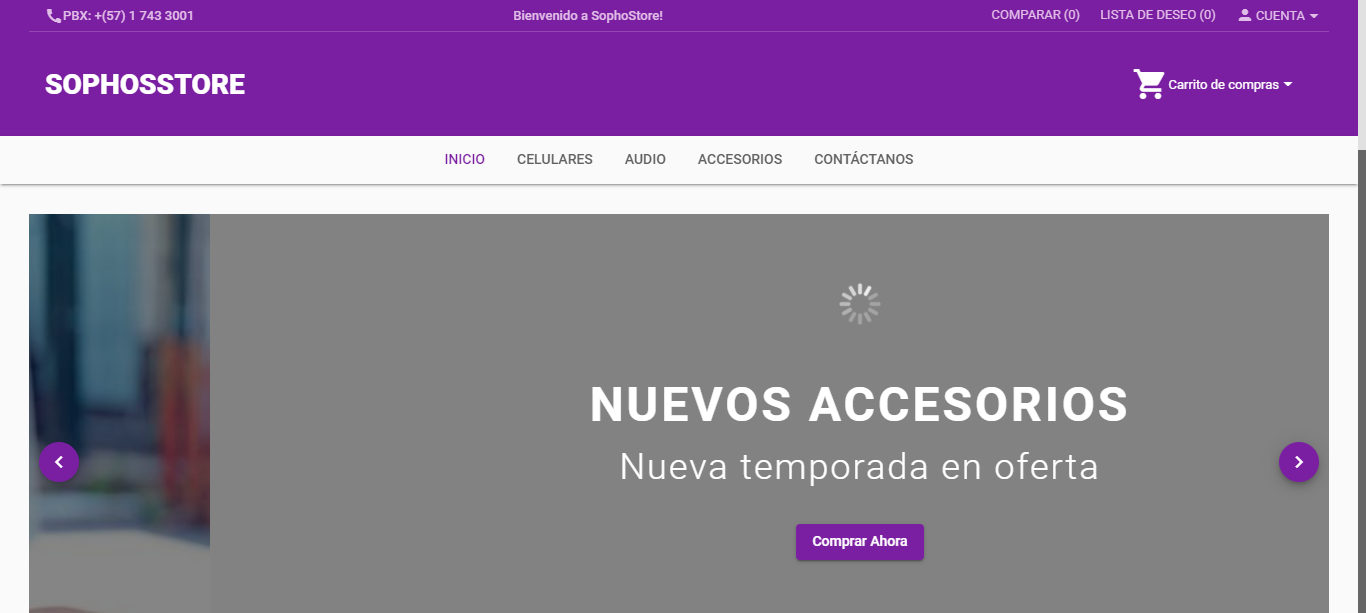 PBX: +(57) 1 743 3001
Bienvenido a SophoStore!
COMPARAR (0)
LISTA DE DESEO (0)
CUENTA
SOPHOSSTORE
Carrito de compras
INICIO
CELULARES
AUDIO
ACCESORIOS
CONTÁCTANOS
NUEVOS ACCESORIOS
Nueva temporada en oferta
Comprar Ahora